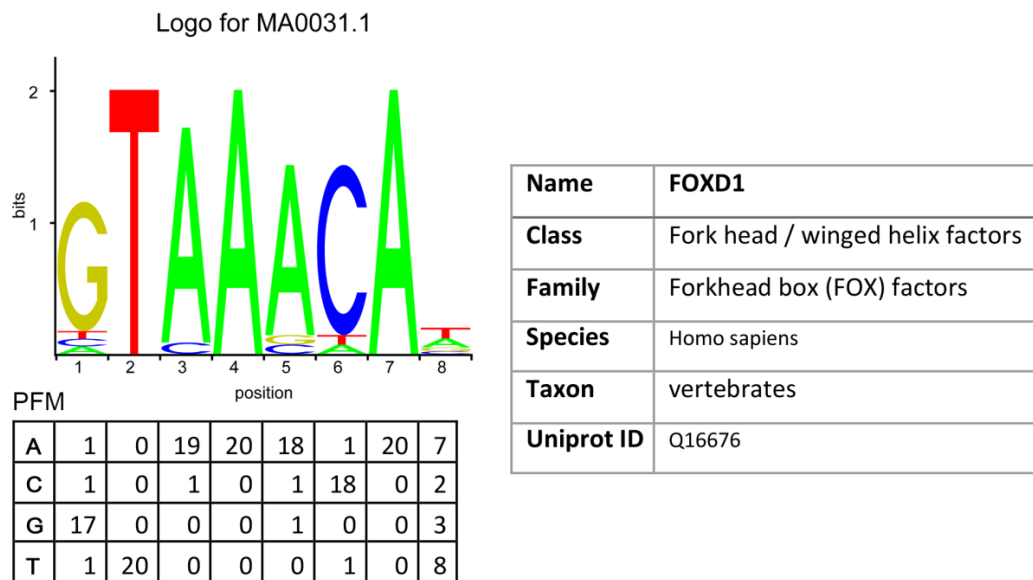 Logo for MA0031.1
bits
2
1
G T A A A C A T
T C G T A
C C A A G
A C
1 2 3 4 5 6 7 8
position
PFM
A 1 0 19 20 18 1 20 7
C 1 0 1 0 1 18 0 2
G 17 0 0 0 1 0 0 3
T 1 20 0 0 0 1 0 8
Name FOXD1
Class Fork head / winged helix factors
Family Forkhead box (FOX) factors
Species Homo sapiens
Taxon vertebrates
Uniprot ID Q16676